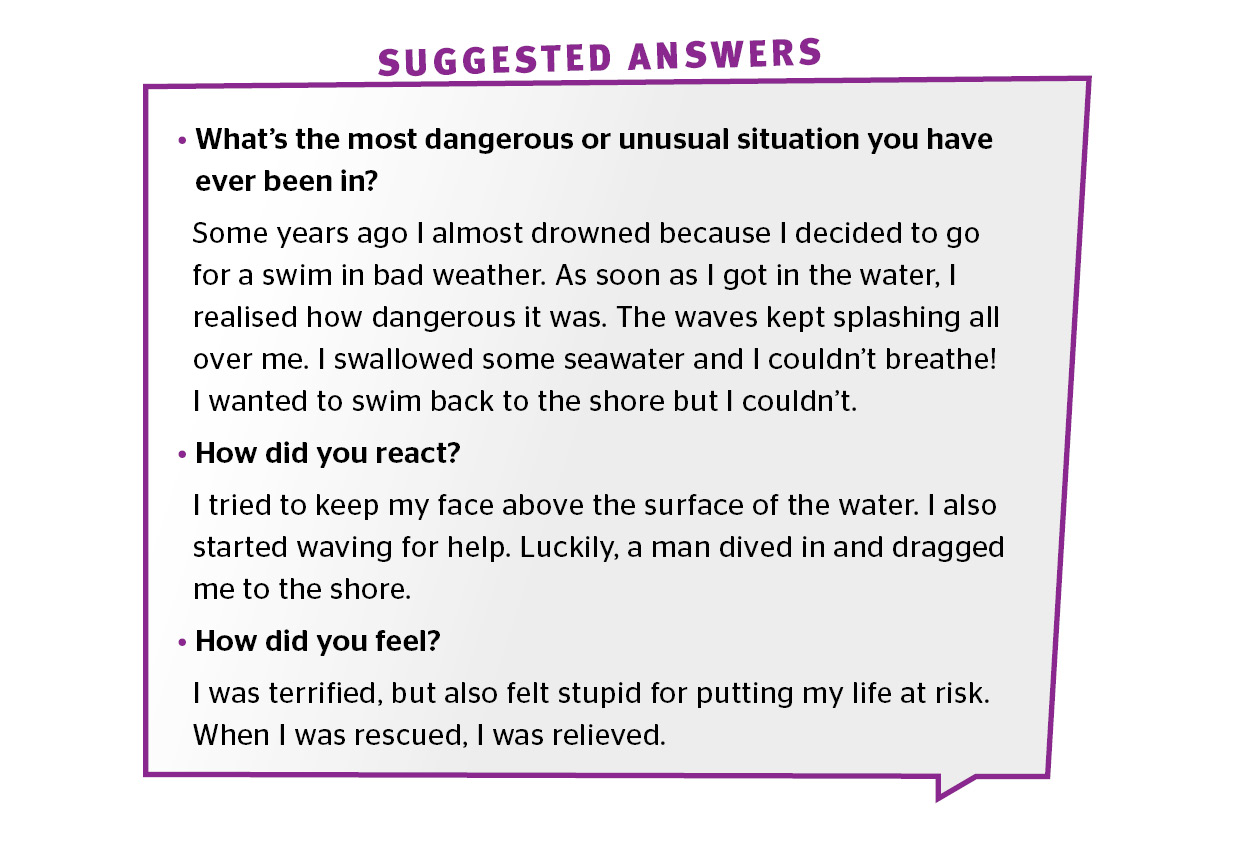 SUGGESTED ANSWERS
• What’s the most dangerous or unusual situation you have
ever been in?
Some years ago I almost drowned because I decided to go
for a swim in bad weather. As soon as I got in the water, I
realised how dangerous it was. The waves kept splashing all
over me. I swallowed some seawater and I couldn’t breathe!
I wanted to swim back to the shore but I couldn’t.
• How did you react?
I tried to keep my face above the surface of the water. I also
started waving for help. Luckily, a man dived in and dragged
me to the shore.
• How did you feel?
I was terrified, but also felt stupid for putting my life at risk.
When I was rescued, I was relieved.